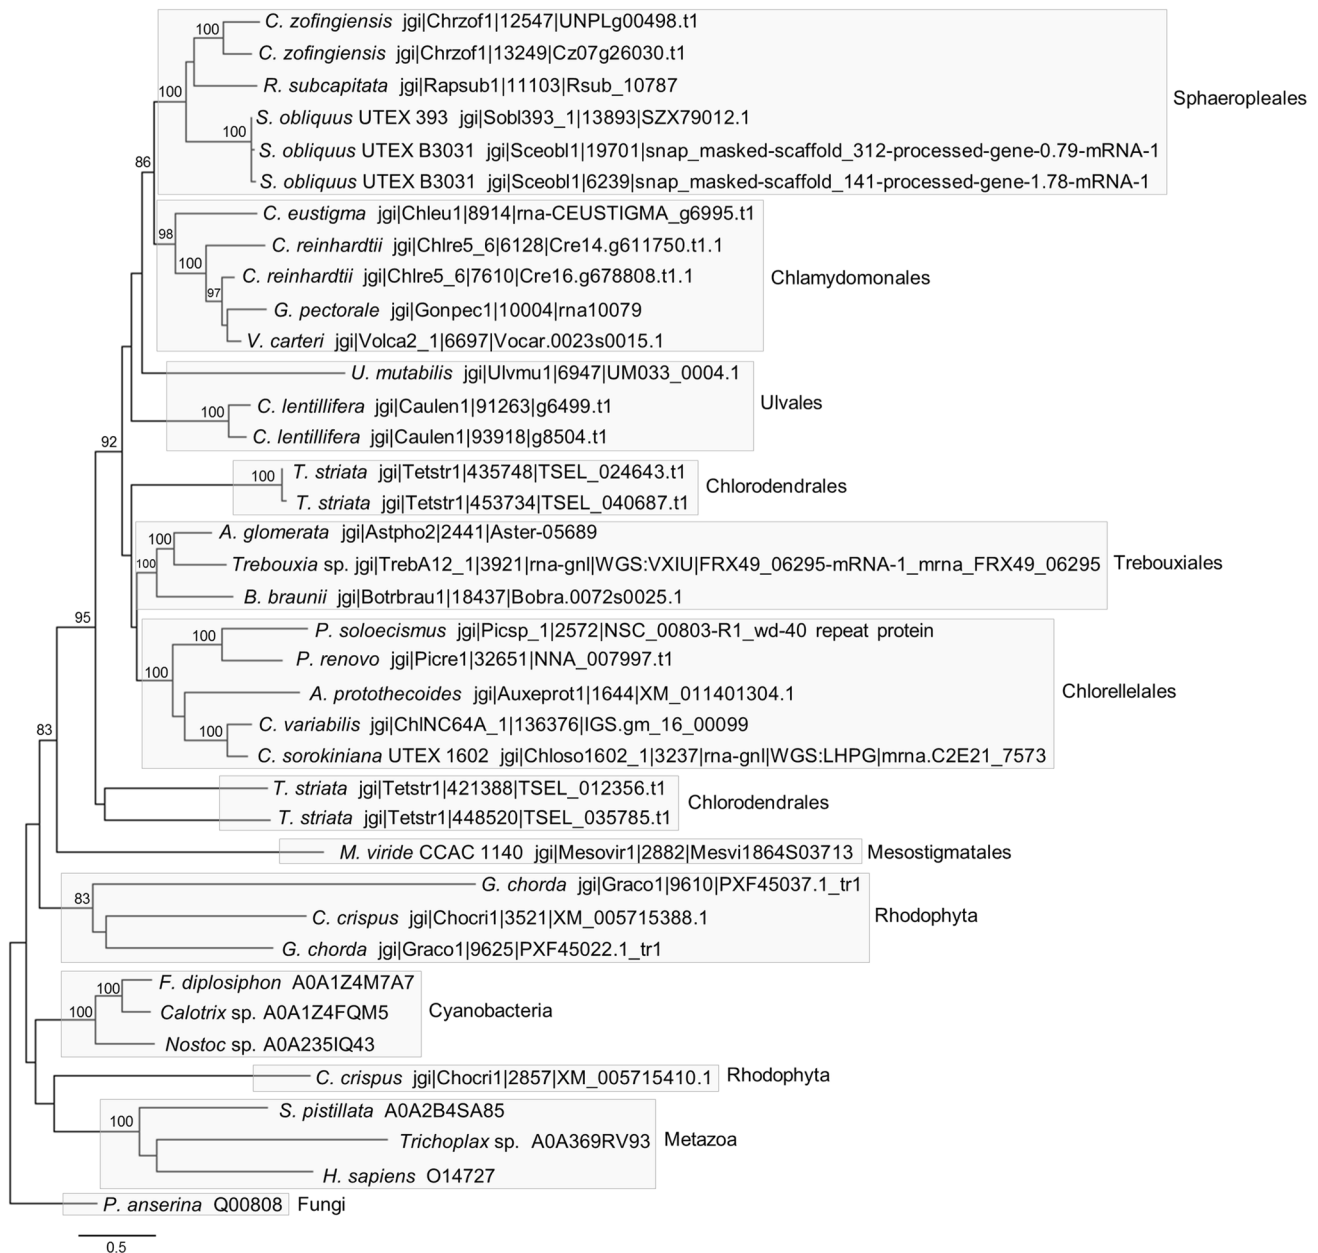 C. zofingiensis jgi|Chrzof1|12547|UNPLg00498.t1
100
C. zofingiensis jgi|Chrzof1|13249|Cz07g26030.t1
R. subcapitata jgi|Rapsub1|11103|Rsub_10787
100
Sphaeropleales
S. obliquus UTEX 393 jgi|Sobl393_1|13893|SZX79012.1
100
S. obliquus UTEX B3031 jgi|Sceobl1|19701|snap_masked-scaffold_312-processed-gene-0.79-mRNA-1
86
S. obliquus UTEX B3031 jgi|Sceobl1|6239|snap_masked-scaffold_141-processed-gene-1.78-mRNA-1
C. eustigma jgi|Chleu1|8914|rna-CEUSTIGMA_g6995.t1
98
C. reinhardtii jgi|Chlre5_6|6128|Cre14.g611750.t1.1
100
C. reinhardtii jgi|Chlre5_6|7610|Cre16.g678808.t1.1
Chlamydomonales
97
G. pectorale jgi|Gonpec1|10004|rna10079
V. carteri jgi|Volca2_1|6697|Vocar.0023s0015.1
U. mutabilis jgi|Ulvmu1|6947|UM033_0004.1
Ulvales
C. lentillifera jgi|Caulen1|91263|g6499.t1
100
C. lentillifera jgi|Caulen1|93918|g8504.t1
92
T. striata jgi|Tetstr1|435748|TSEL_024643.t1
100
Chlorodendrales
T. striata jgi|Tetstr1|453734|TSEL_040687.t1
A. glomerata jgi|Astpho2|2441|Aster-05689
100
Trebouxia sp. jgi|TrebA12_1|3921|rna-gnl|WGS:VXIU|FRX49_06295-mRNA-1_mrna_FRX49_06295
100
Trebouxiales
B. braunii jgi|Botrbrau1|18437|Bobra.0072s0025.1
95
P. soloecismus jgi|Picsp_1|2572|NSC_00803-R1_wd-40 repeat protein
100
P. renovo jgi|Picre1|32651|NNA_007997.t1
100
A. protothecoides jgi|Auxeprot1|1644|XM_011401304.1
Chlorellelales
C. variabilis jgi|ChlNC64A_1|136376|IGS.gm_16_00099
100
83
C. sorokiniana UTEX 1602 jgi|Chloso1602_1|3237|rna-gnl|WGS:LHPG|mrna.C2E21_7573
T. striata jgi|Tetstr1|421388|TSEL_012356.t1
Chlorodendrales
T. striata jgi|Tetstr1|448520|TSEL_035785.t1
M. viride CCAC 1140 jgi|Mesovir1|2882|Mesvi1864S03713
Mesostigmatales
G. chorda jgi|Graco1|9610|PXF45037.1_tr1
83
C. crispus jgi|Chocri1|3521|XM_005715388.1
Rhodophyta
G. chorda jgi|Graco1|9625|PXF45022.1_tr1
F. diplosiphon A0A1Z4M7A7
100
Calotrix sp. A0A1Z4FQM5
100
Cyanobacteria
Nostoc sp. A0A235IQ43
C. crispus jgi|Chocri1|2857|XM_005715410.1
Rhodophyta
S. pistillata A0A2B4SA85
100
Trichoplax sp. A0A369RV93
Metazoa
H. sapiens O14727
P. anserina Q00808
Fungi
0.5